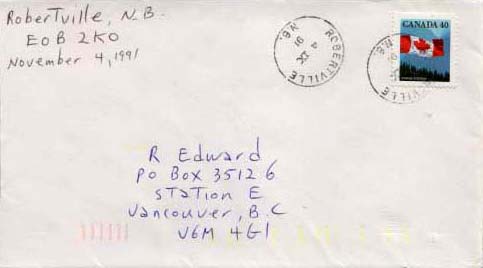 Robertville, N.B.
E0B 2K0
November 4, 1991
ROBERTVILLE N.B.
4 XI 91
CANADA 40
R Edward
PO Box 35126
Station E
Vancouver, B.C
V6M 4G1